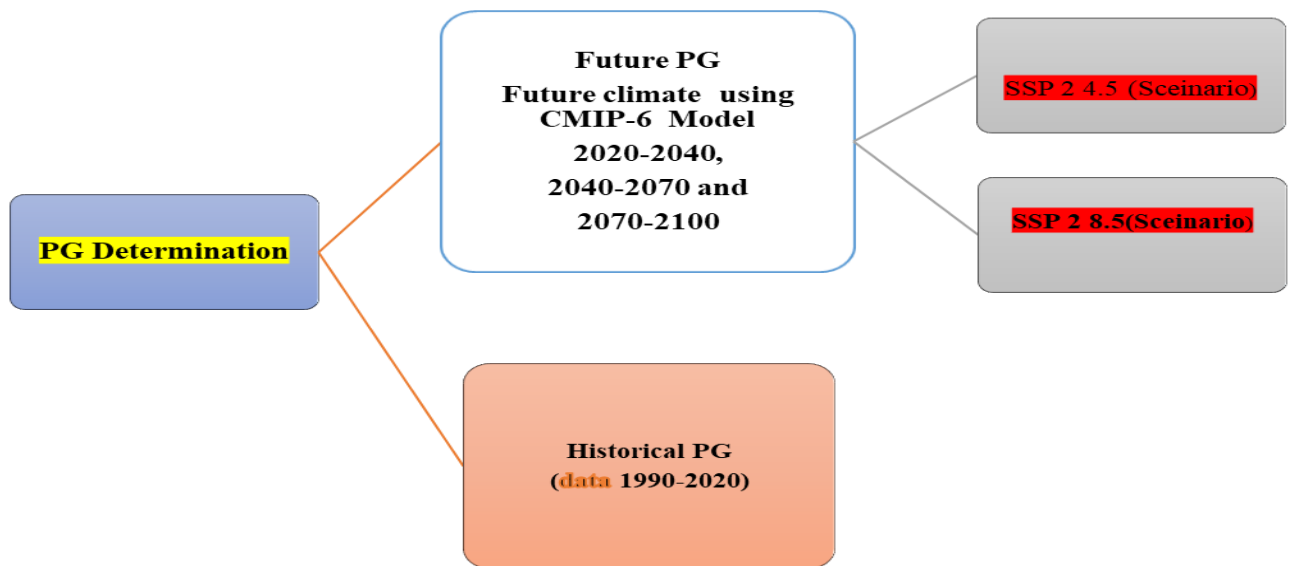 PG Determination
Future PG
Future climate using
CMIP-6 Model
2020-2040,
2040-2070 and
2070-2100
SSP 2 4.5 (Sceinario)
SSP 2 8.5(Sceinario)
Historical PG
(data 1990-2020)